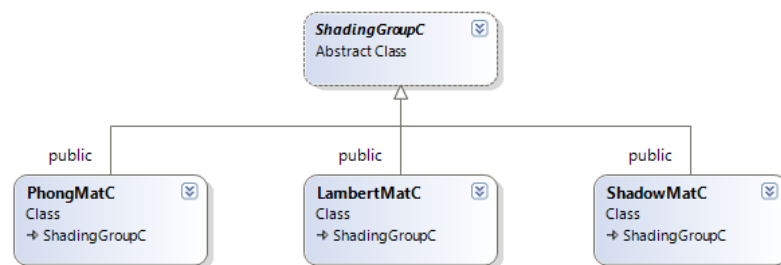 ShadingGroupC
Abstract Class
public
public
public
PhongMatC
Class
ShadingGroupC
LambertMatC
Class
ShadingGroupC
ShadowMatC
Class
ShadingGroupC